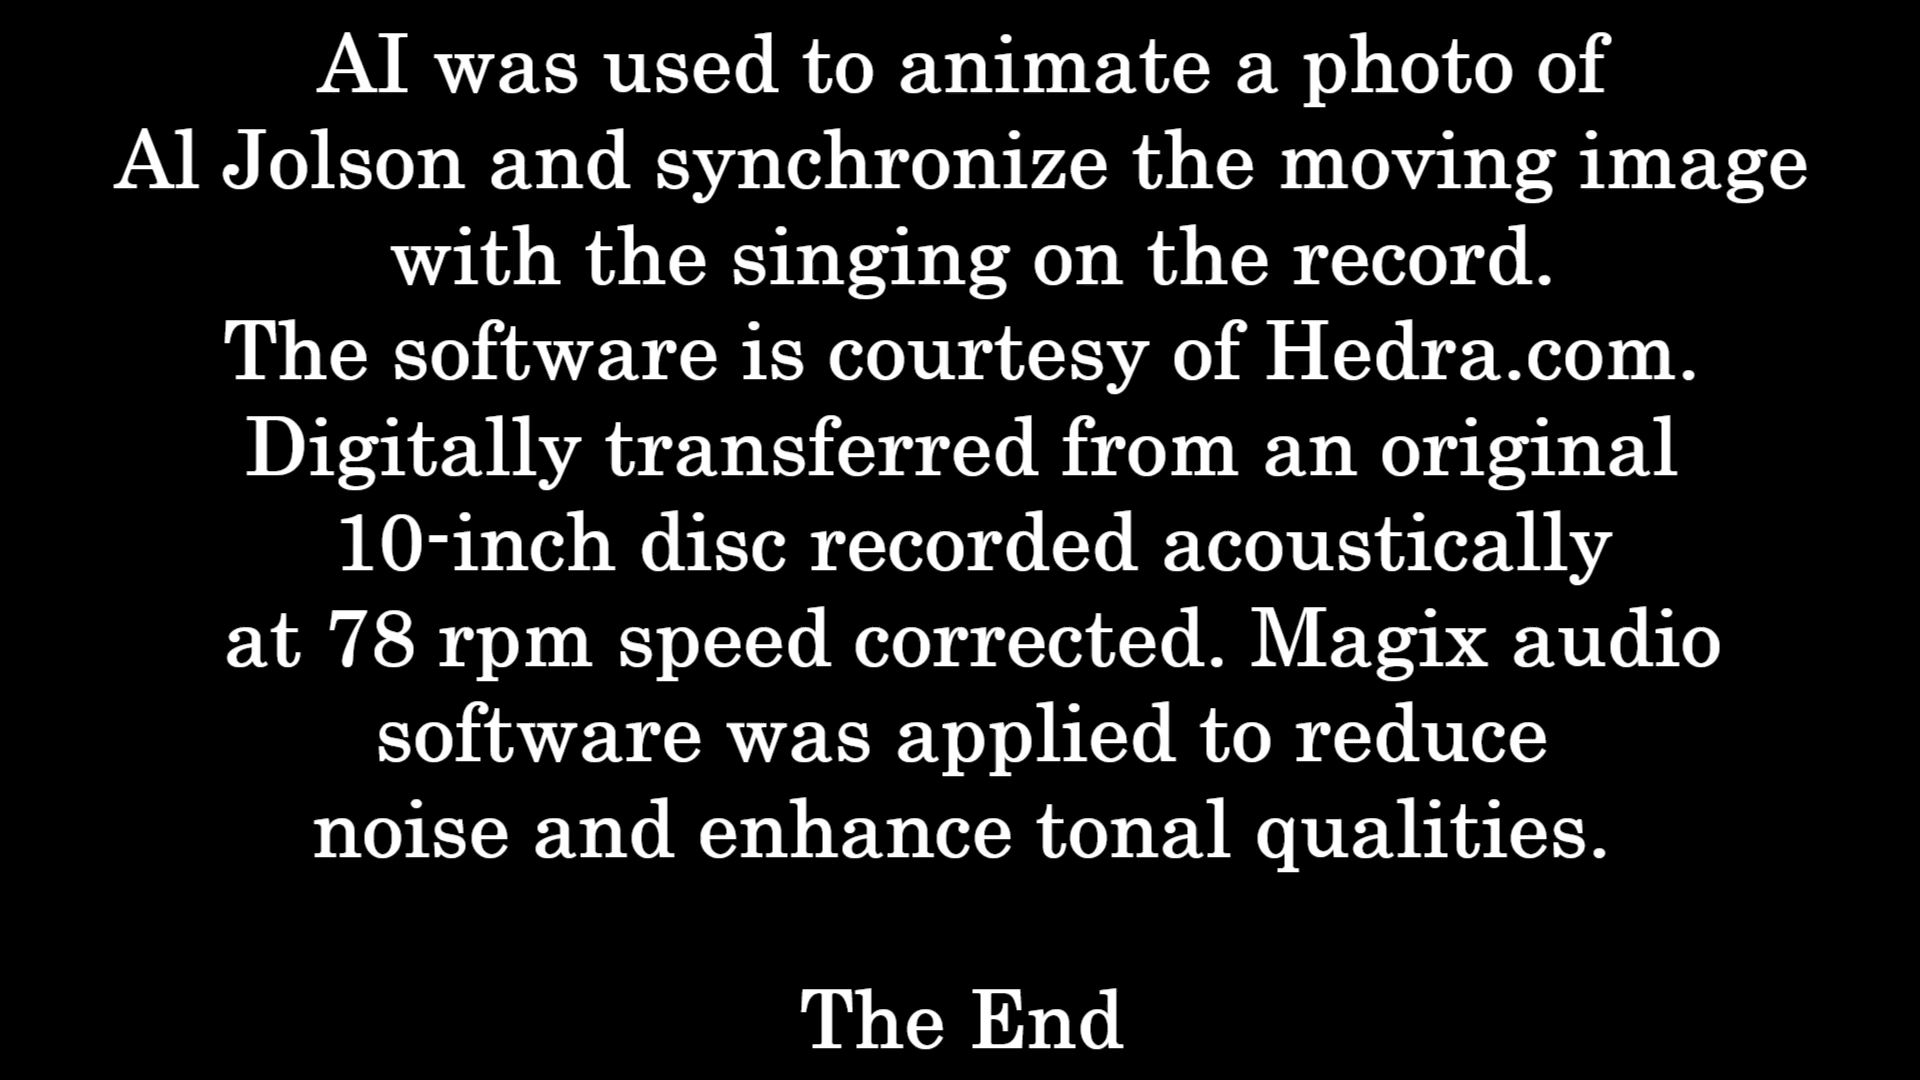 AI was used to animate a photo of
Al Jolson and synchronize the moving image
with the singing on the record.
The software is courtesy of Hedra.com.
Digitally transferred from an original
10-inch disc recorded acoustically
at 78 rpm speed corrected. Magix audio
software was applied to reduce
noise and enhance tonal qualities.
The End